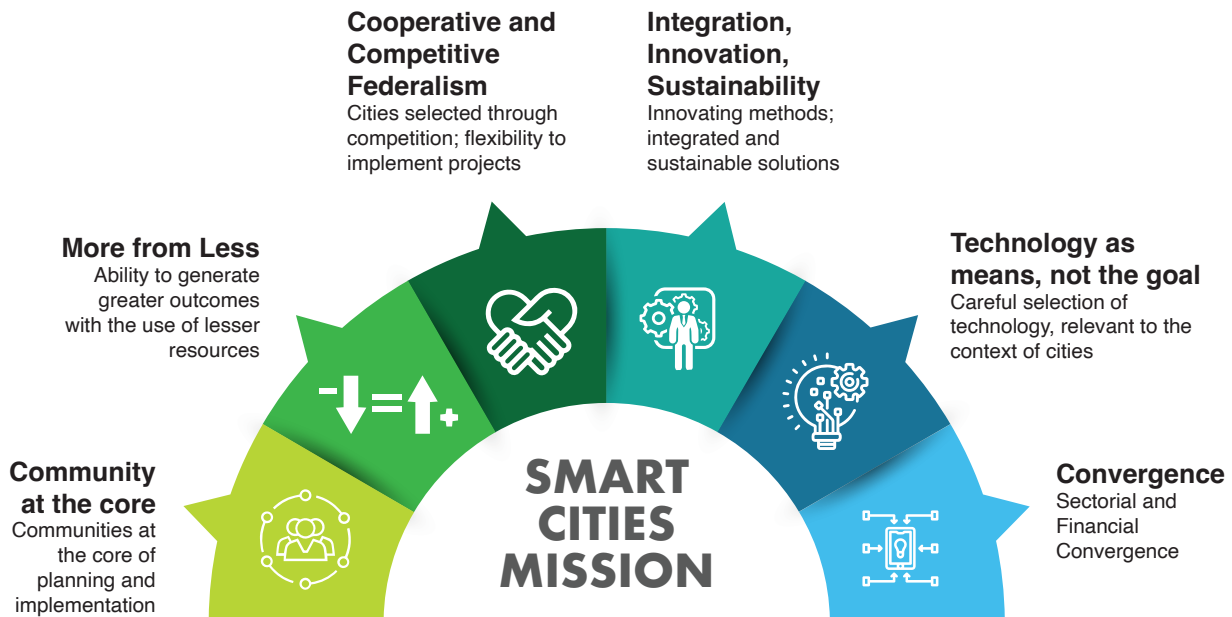 Cooperative and
Competitive
Federalism
Cities selected through
competition; flexibility to
implement projects
Integration,
Innovation,
Sustainability
Innovating methods;
integrated and
sustainable solutions
More from Less
Ability to generate
greater outcomes
with the use of lesser
resources
Technology as
means, not the goal
Careful selection of
technology, relevant to the
context of cities
Community
at the core
Communities at
the core of
planning and
implementation
SMART
CITIES
MISSION
Convergence
Sectorial and
Financial
Convergence